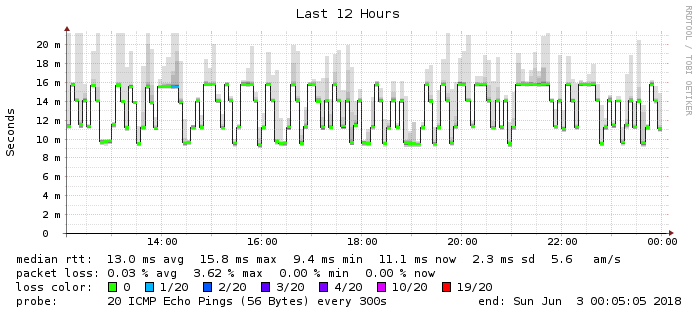 Last 12 Hours
RRDTOOL / TOBI OETIKER
Seconds
20 m
18 m
16 m
14 m
12 m
10 m
8 m
6 m
4 m
2 m
0
14:00 16:00 18:00 20:00 22:00 00:00
median rtt: 13.0 ms avg 15.8 ms max 9.4 ms min 11.1 ms now 2.3 ms sd 5.6 am/s
packet loss: 0.03 % avg 3.62 % max 0.00 % min 0.00 % now
loss color: 0 1/20 2/20 3/20 4/20 10/20 19/20
probe: 20 ICMP Echo Pings (56 Bytes) every 300s end: Sun Jun 3 00:05:05 2018